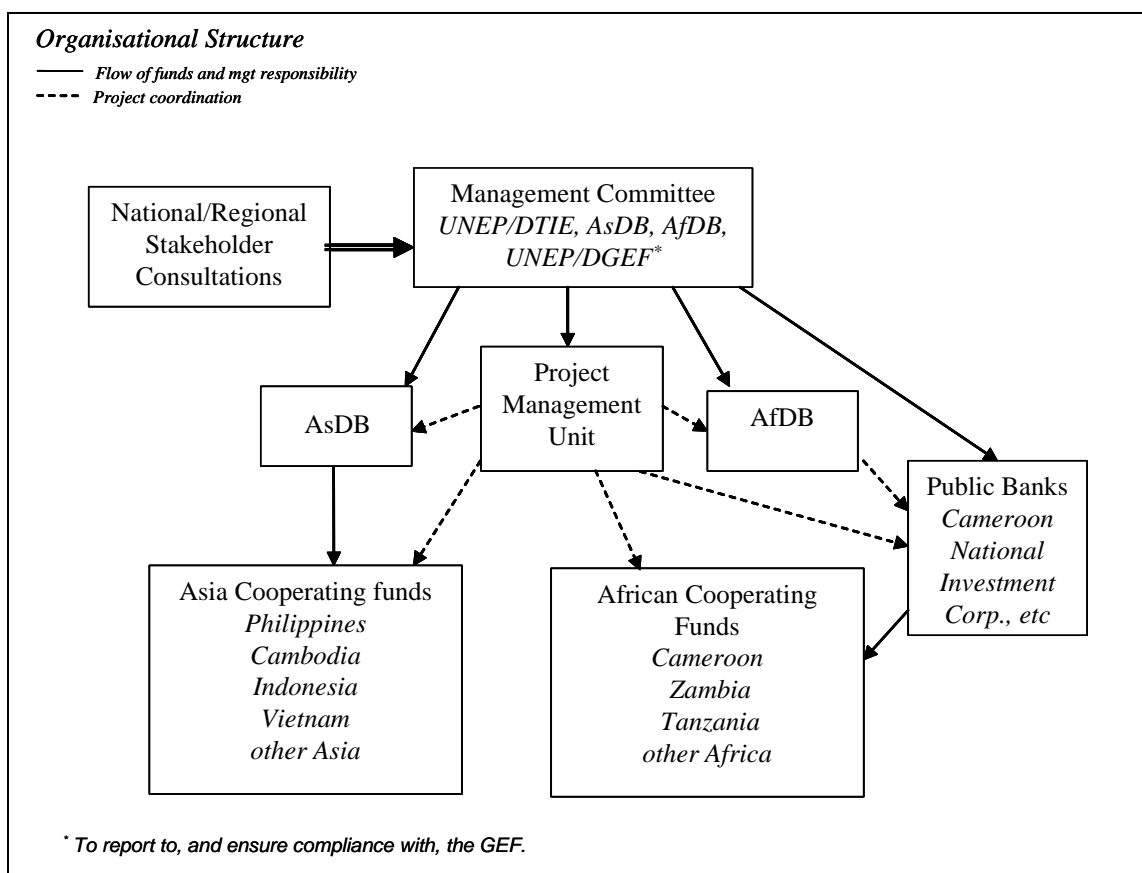 Organisational Structure
Flow of funds and mgt responsibility
Project coordination
National/Regional
Stakeholder
Consultations
Management Committee
UNEP/DTIE, AsDB, AfDB,
UNEP/DGEF*
AsDB
Project
Management
Unit
AfDB
Public Banks
Cameroon
National
Investment
Corp., etc
Asia Cooperating funds
Philippines
Cambodia
Indonesia
Vietnam
other Asia
African Cooperating
Funds
Cameroon
Zambia
Tanzania
other Africa
* To report to, and ensure compliance with, the GEF.